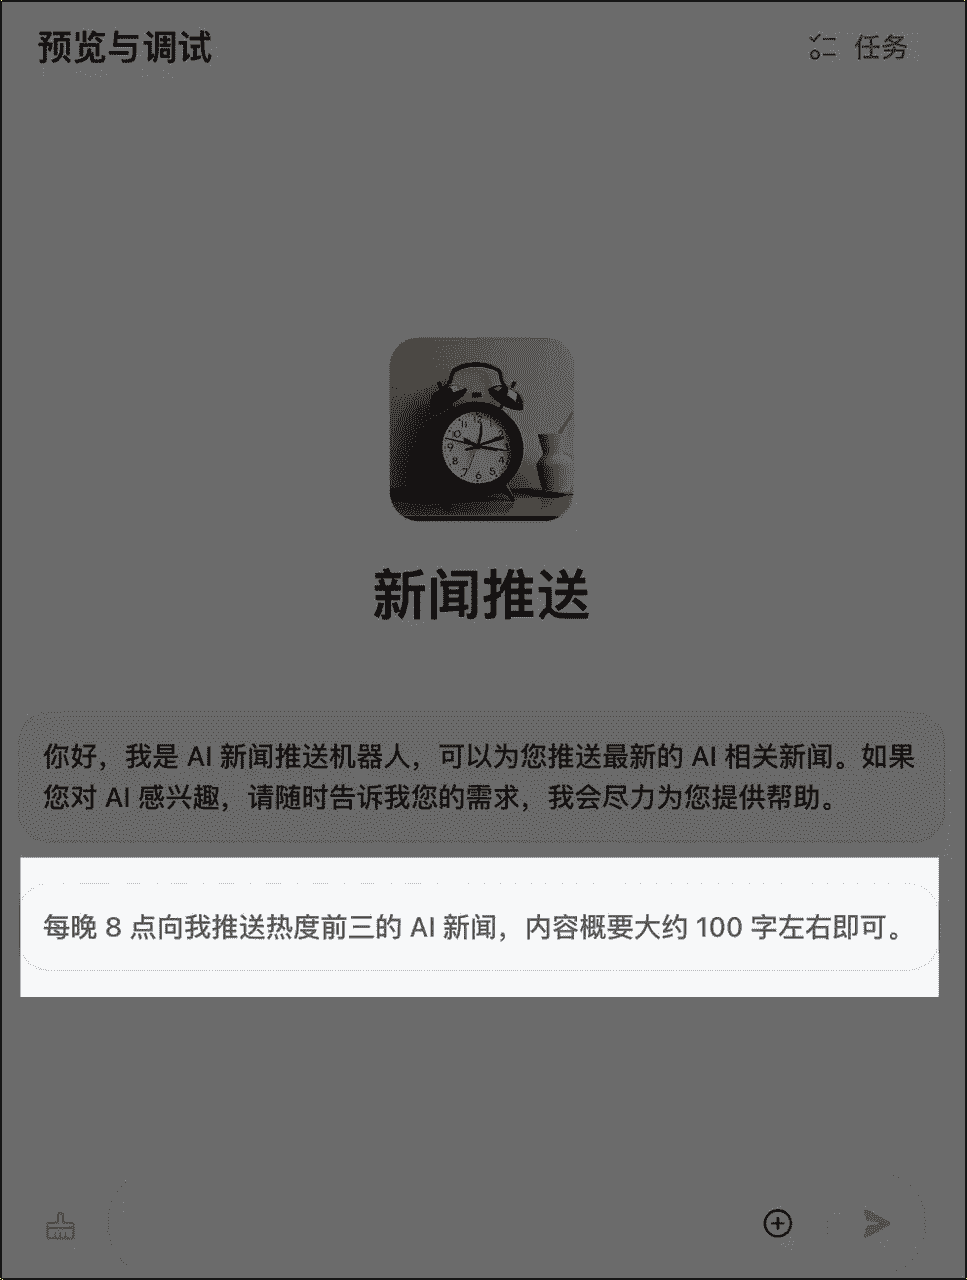 预览与调试
任务
新闻推送
你好，我是 AI 新闻推送机器人，可以为您推送最新的 AI 相关新闻。如果
您对 AI 感兴趣，请随时告诉我您的需求，我会尽力为您提供帮助。
每晚 8 点向我推送热度前三的 AI 新闻，内容概要大约 100 字左右即可。